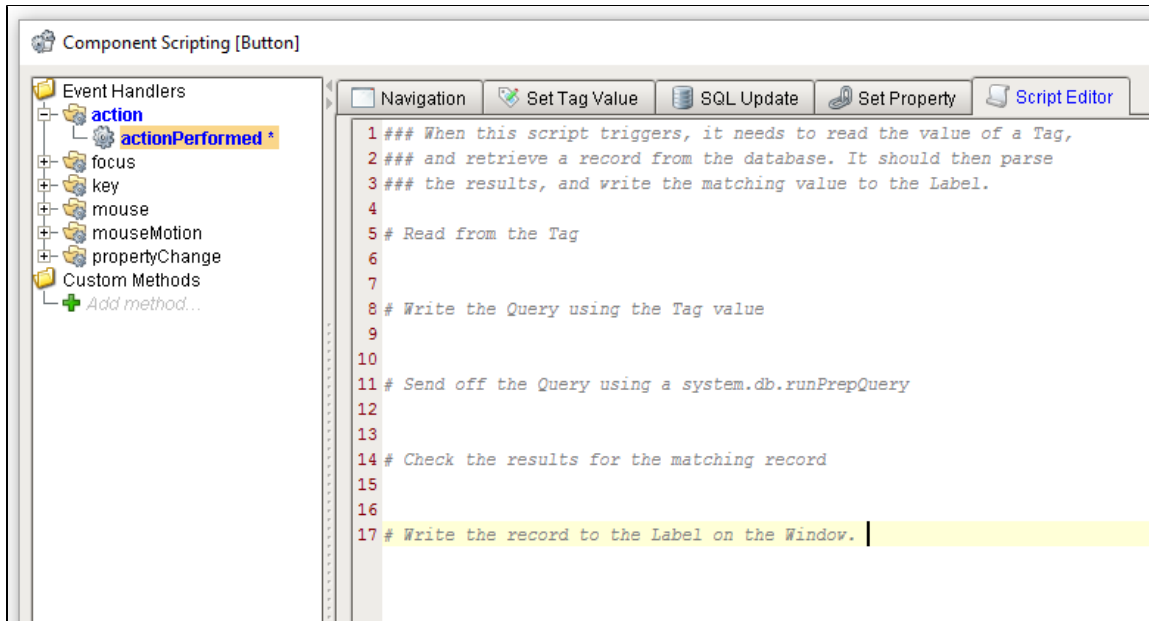 Component Scripting [Button]
Event Handlers
action
actionPerformed *
focus
key
mouse
mouseMotion
propertyChange
Custom Methods
Add method...
Navigation
Set Tag Value
SQL Update
Set Property
Script Editor
1 ### When this script triggers, it needs to read the value of a Tag,
2 ### and retrieve a record from the database. It should then parse
3 ### the results, and write the matching value to the Label.
4
5 # Read from the Tag
6
7
8 # Write the Query using the Tag value
9
10
11 # Send off the Query using a system.db.runPrepQuery
12
13
14 # Check the results for the matching record
15
16
17 # Write the record to the Label on the Window.